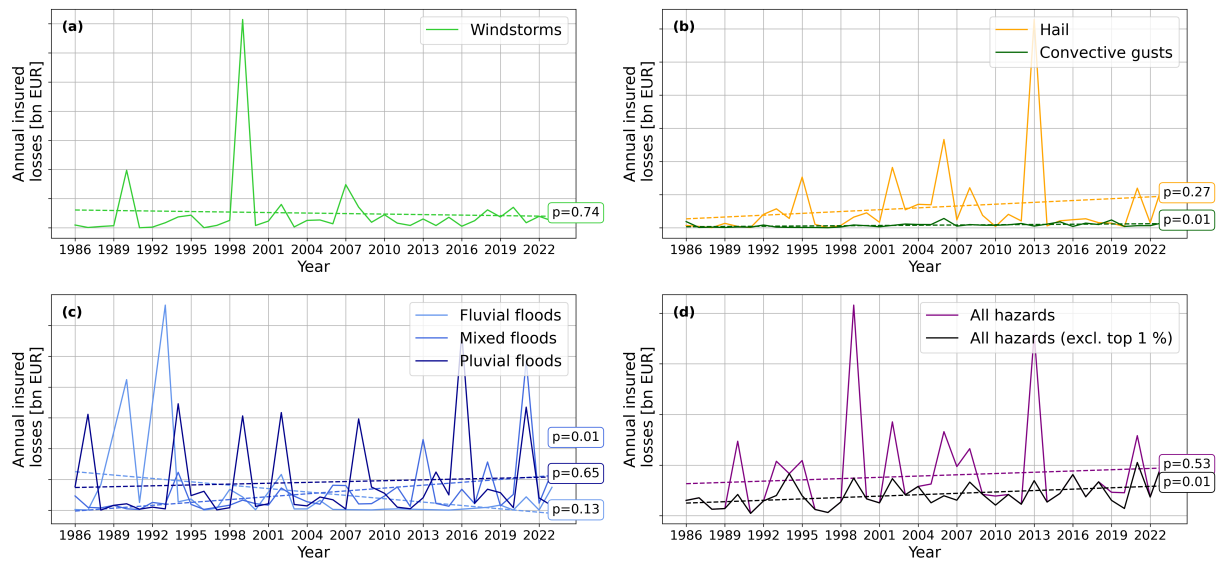 (a)
Windstorms
Annual insured
losses [bn EUR]
p=0.74
1986 1989 1992 1995 1998 2001 2004 2007 2010 2013 2016 2019 2022
Year
(b)
Hail
Convective gusts
Annual insured
losses [bn EUR]
p=0.27
p=0.01
1986 1989 1992 1995 1998 2001 2004 2007 2010 2013 2016 2019 2022
Year
(c)
Fluvial floods
Mixed floods
Pluvial floods
Annual insured
losses [bn EUR]
p=0.01
p=0.65
p=0.13
1986 1989 1992 1995 1998 2001 2004 2007 2010 2013 2016 2019 2022
Year
(d)
All hazards
All hazards (excl. top 1 %)
Annual insured
losses [bn EUR]
p=0.53
p=0.01
1986 1989 1992 1995 1998 2001 2004 2007 2010 2013 2016 2019 2022
Year